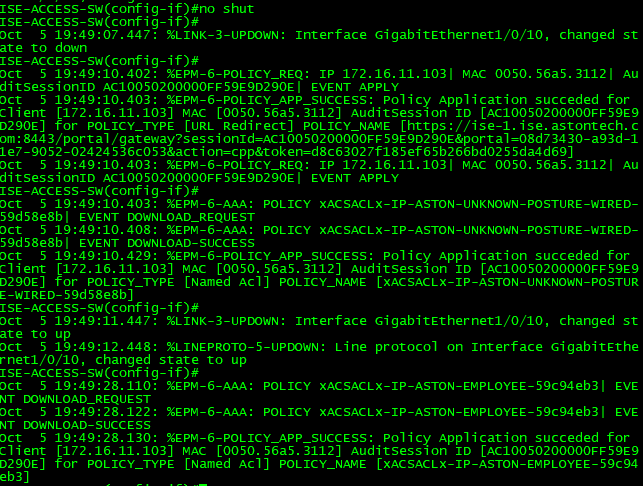 ISE-ACCESS-SW(config-if)#no shut
ISE-ACCESS-SW(config-if)#
Oct  5 19:49:07.447: %LINK-3-UPDOWN: Interface GigabitEthernet1/0/10, changed st
ate to down
ISE-ACCESS-SW(config-if)#
Oct  5 19:49:10.402: %EPM-6-POLICY_REQ: IP 172.16.11.103| MAC 0050.56a5.3112| Au
ditSessionID AC10050200000FF59E9D290E| EVENT APPLY
Oct  5 19:49:10.403: %EPM-6-POLICY_APP_SUCCESS: Policy Application succeded for
Client [172.16.11.103] MAC [0050.56a5.3112] AuditSession ID [AC10050200000FF59E9
D290E] for POLICY_TYPE [URL Redirect] POLICY_NAME [https://ise-1.ise.astontech.c
om:8443/portal/gateway?sessionId=AC10050200000FF59E9D290E&portal=08d73430-a93d-1
1e7-9052-02424536c053&action=cpp&token=d8c63027f185ef65b266bd0255da4d69]
Oct  5 19:49:10.403: %EPM-6-POLICY_REQ: IP 172.16.11.103| MAC 0050.56a5.3112| Au
ditSessionID AC10050200000FF59E9D290E| EVENT APPLY
ISE-ACCESS-SW(config-if)#
Oct  5 19:49:10.403: %EPM-6-AAA: POLICY xACSACLx-IP-ASTON-UNKNOWN-POSTURE-WIRED-
59d58e8b| EVENT DOWNLOAD_REQUEST
Oct  5 19:49:10.408: %EPM-6-AAA: POLICY xACSACLx-IP-ASTON-UNKNOWN-POSTURE-WIRED-
59d58e8b| EVENT DOWNLOAD-SUCCESS
Oct  5 19:49:10.429: %EPM-6-POLICY_APP_SUCCESS: Policy Application succeded for
Client [172.16.11.103] MAC [0050.56a5.3112] AuditSession ID [AC10050200000FF59E9
D290E] for POLICY_TYPE [Named Acl] POLICY_NAME [xACSACLx-IP-ASTON-UNKNOWN-POSTUR
E-WIRED-59d58e8b]
ISE-ACCESS-SW(config-if)#
Oct  5 19:49:11.447: %LINK-3-UPDOWN: Interface GigabitEthernet1/0/10, changed st
ate to up
Oct  5 19:49:12.448: %LINEPROTO-5-UPDOWN: Line protocol on Interface GigabitEthe
rnet1/0/10, changed state to up
ISE-ACCESS-SW(config-if)#
Oct  5 19:49:28.110: %EPM-6-AAA: POLICY xACSACLx-IP-ASTON-EMPLOYEE-59c94eb3| EVE
NT DOWNLOAD_REQUEST
Oct  5 19:49:28.122: %EPM-6-AAA: POLICY xACSACLx-IP-ASTON-EMPLOYEE-59c94eb3| EVE
NT DOWNLOAD-SUCCESS
Oct  5 19:49:28.130: %EPM-6-POLICY_APP_SUCCESS: Policy Application succeded for
Client [172.16.11.103] MAC [0050.56a5.3112] AuditSession ID [AC10050200000FF59E9
D290E] for POLICY_TYPE [Named Acl] POLICY_NAME [xACSACLx-IP-ASTON-EMPLOYEE-59c94
eb3]